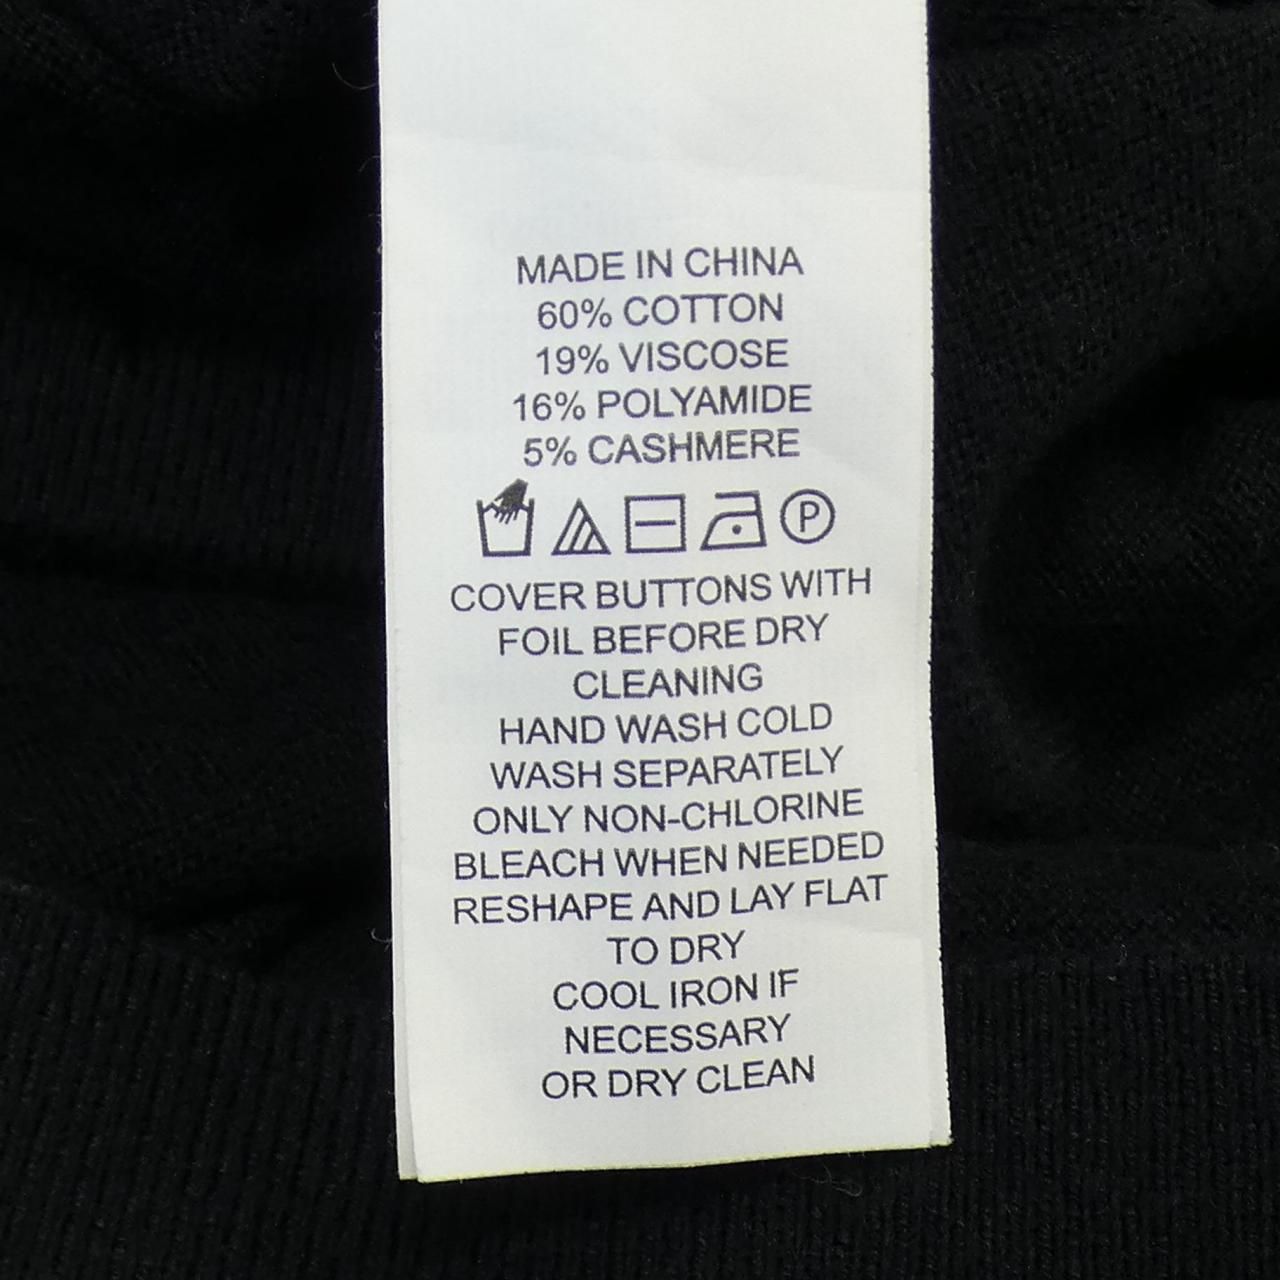 MADE IN CHINA
60% COTTON
19% VISCOSE
16% POLYAMIDE
5% CASHMERE
P
COVER BUTTONS WITH
FOIL BEFORE DRY
CLEANING
HAND WASH COLD
WASH SEPARATELY
ONLY NON-CHLORINE
BLEACH WHEN NEEDED
RESHAPE AND LAY FLAT
TO DRY
COOL IRON IF
NECESSARY
OR DRY CLEAN